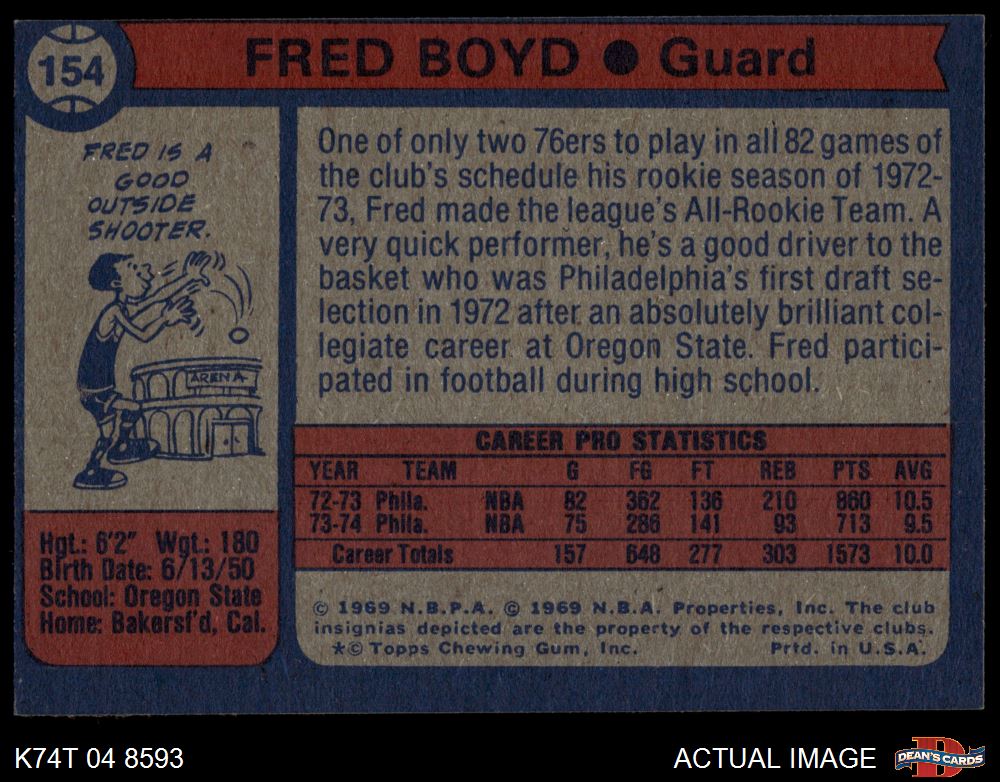 154
FRED BOYD ● Guard
FRED IS A
GOOD
OUTSIDE
SHOOTER.
ARENA
One of only two 76ers to play in all 82 games of
the club's schedule his rookie season of 1972-
73, Fred made the league's All-Rookie Team. A
very quick performer, he's a good driver to the
basket who was Philadelphia's first draft se-
lection in 1972 after an absolutely brilliant col-
legiate career at Oregon State. Fred partici-
pated in football during high school.
CAREER PRO STATISTICS
YEAR TEAM G FG FT REB PTS AVG
72-73 Phila. NBA 82 362 136 210 860 10.5
73-74 Phila. NBA 75 286 141 93 713 9.5
Career Totals 157 648 277 303 1573 10.0
Hgt.: 6'2" Wgt.: 180
Birth Date: 6/13/50
School: Oregon State
Home: Bakersf'd, Cal.
© 1969 N.B.P.A. © 1969 N.B.A. Properties, Inc. The club
insignias depicted are the property of the respective clubs.
*© Topps Chewing Gum, Inc. Prtd. in U.S.A.
K74T 04 8593
ACTUAL IMAGE
D
DEAN'S CARDS